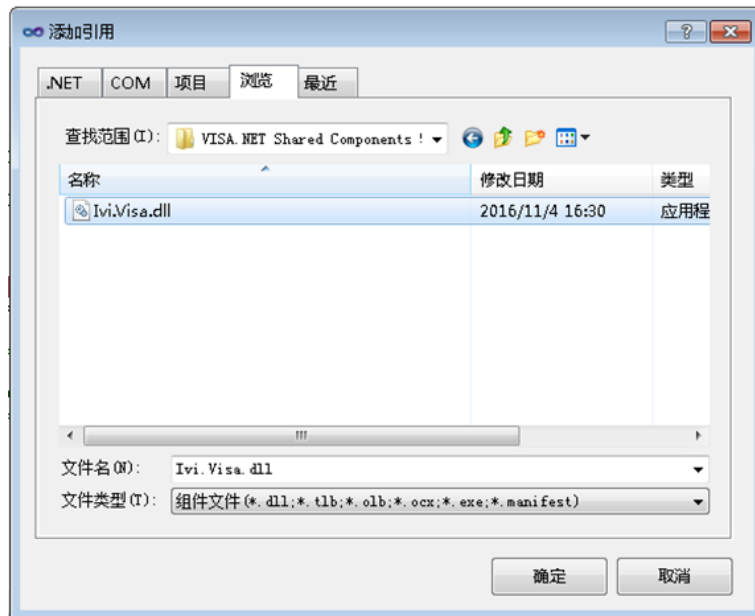 添加引用
.NET COM 项目 浏览 最近
查找范围(I): VISA.NET Shared Components !
名称 修改日期 类型
Ivi.Visa.dll 2016/11/4 16:30 应用程
文件名(N): Ivi.Visa.dll
文件类型(T): 组件文件(*.dll;*.tlb;*.olb;*.ocx;*.exe;*.manifest)
确定 取消